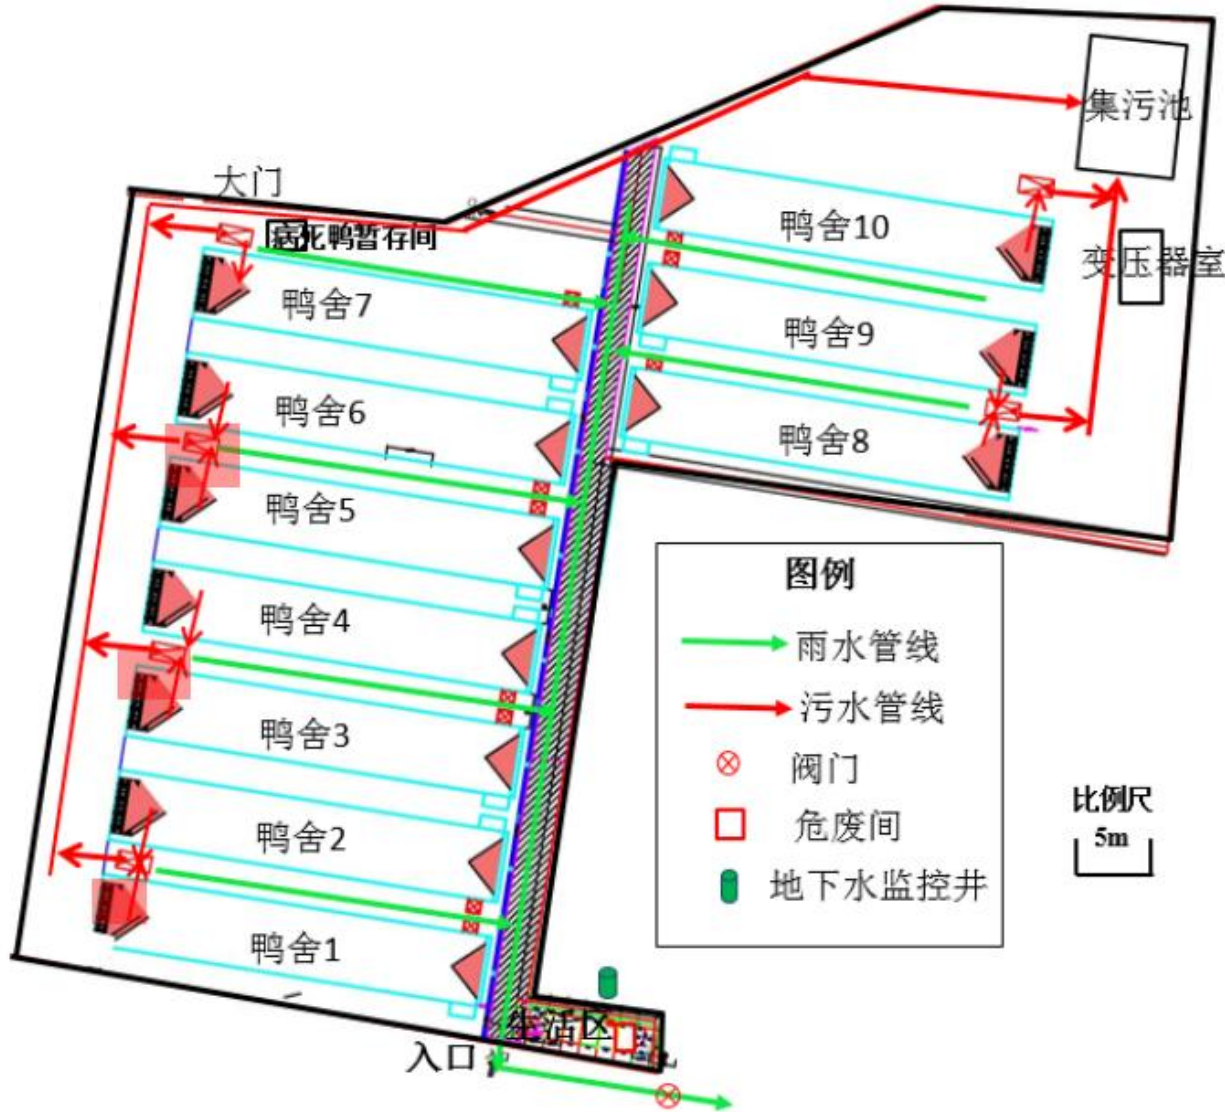 集污池
大门
病死鸭暂存间
鸭舍10
变压器室
鸭舍7
鸭舍9
鸭舍6
鸭舍8
鸭舍5
鸭舍4
鸭舍3
鸭舍2
鸭舍1
图例
雨水管线
污水管线
阀门
危废间
地下水监控井
比例尺
5m
生活区
入口